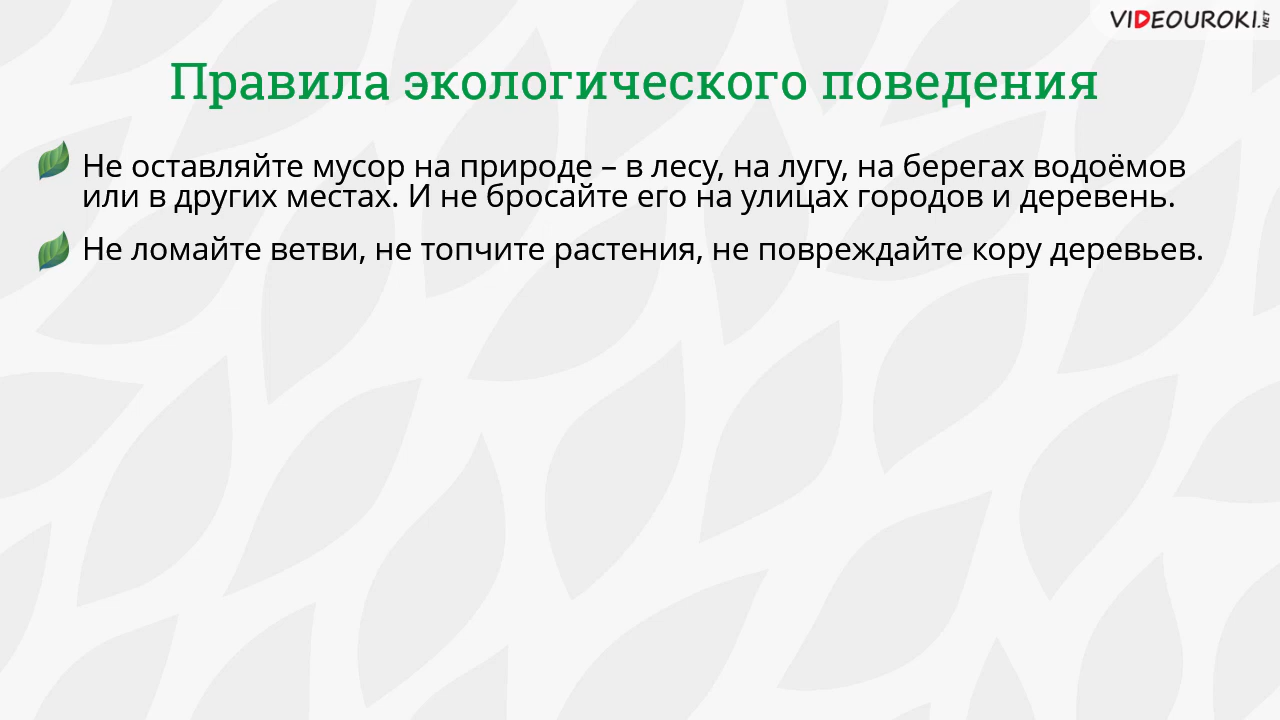 VIDEOUROKI.NET
Правила экологического поведения
Не оставляйте мусор на природе – в лесу, на лугу, на берегах водоёмов
или в других местах. И не бросайте его на улицах городов и деревень.
Не ломайте ветви, не топчите растения, не повреждайте кору деревьев.